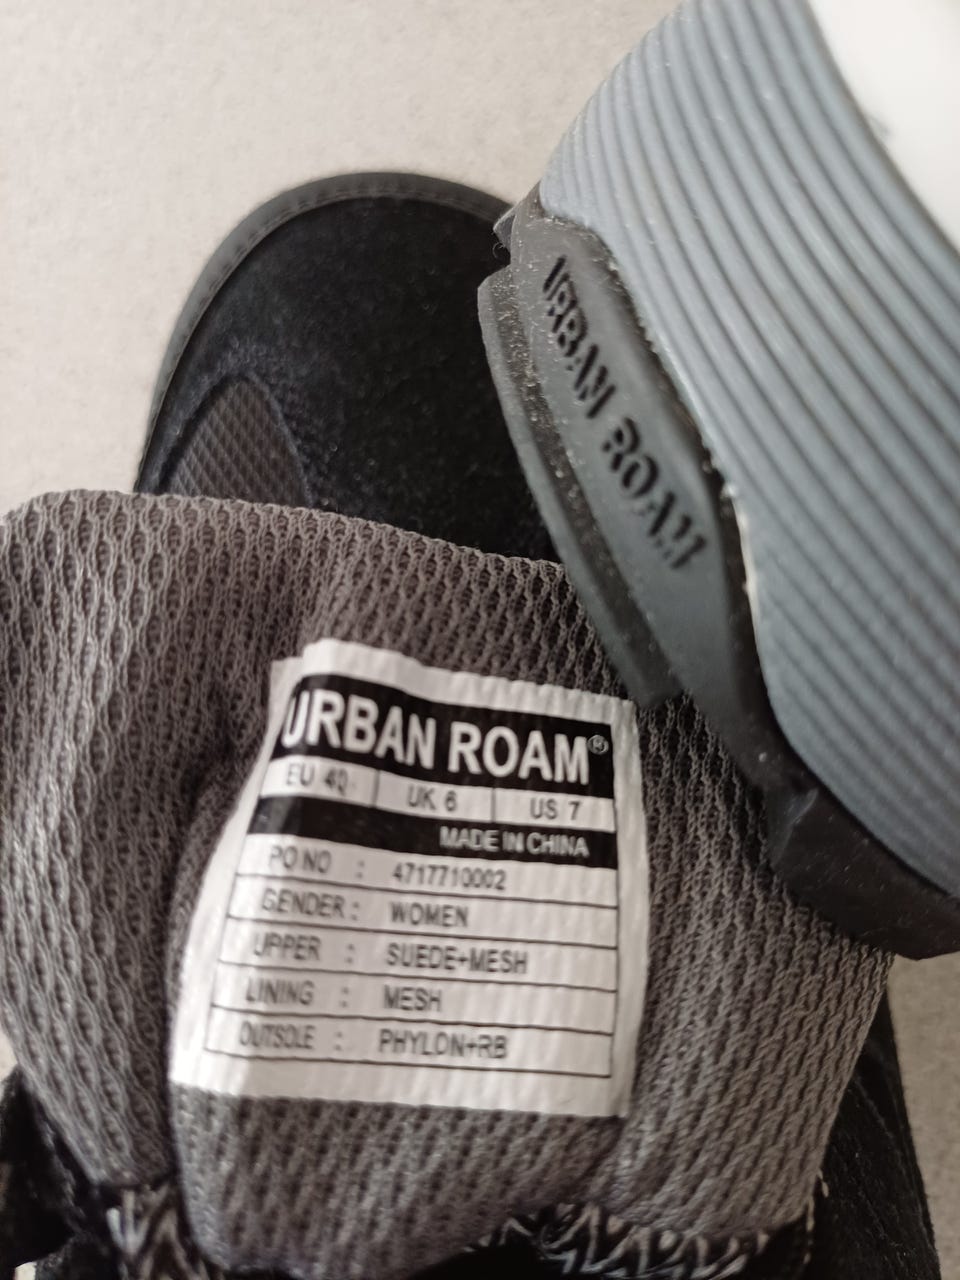 URBAN ROAM
URBAN ROAM®
EU 40 UK 6 US 7
MADE IN CHINA
PO NO : 4717710002
GENDER : WOMEN
UPPER : SUEDE+MESH
LINING : MESH
OUTSOLE : PHYLON+RB